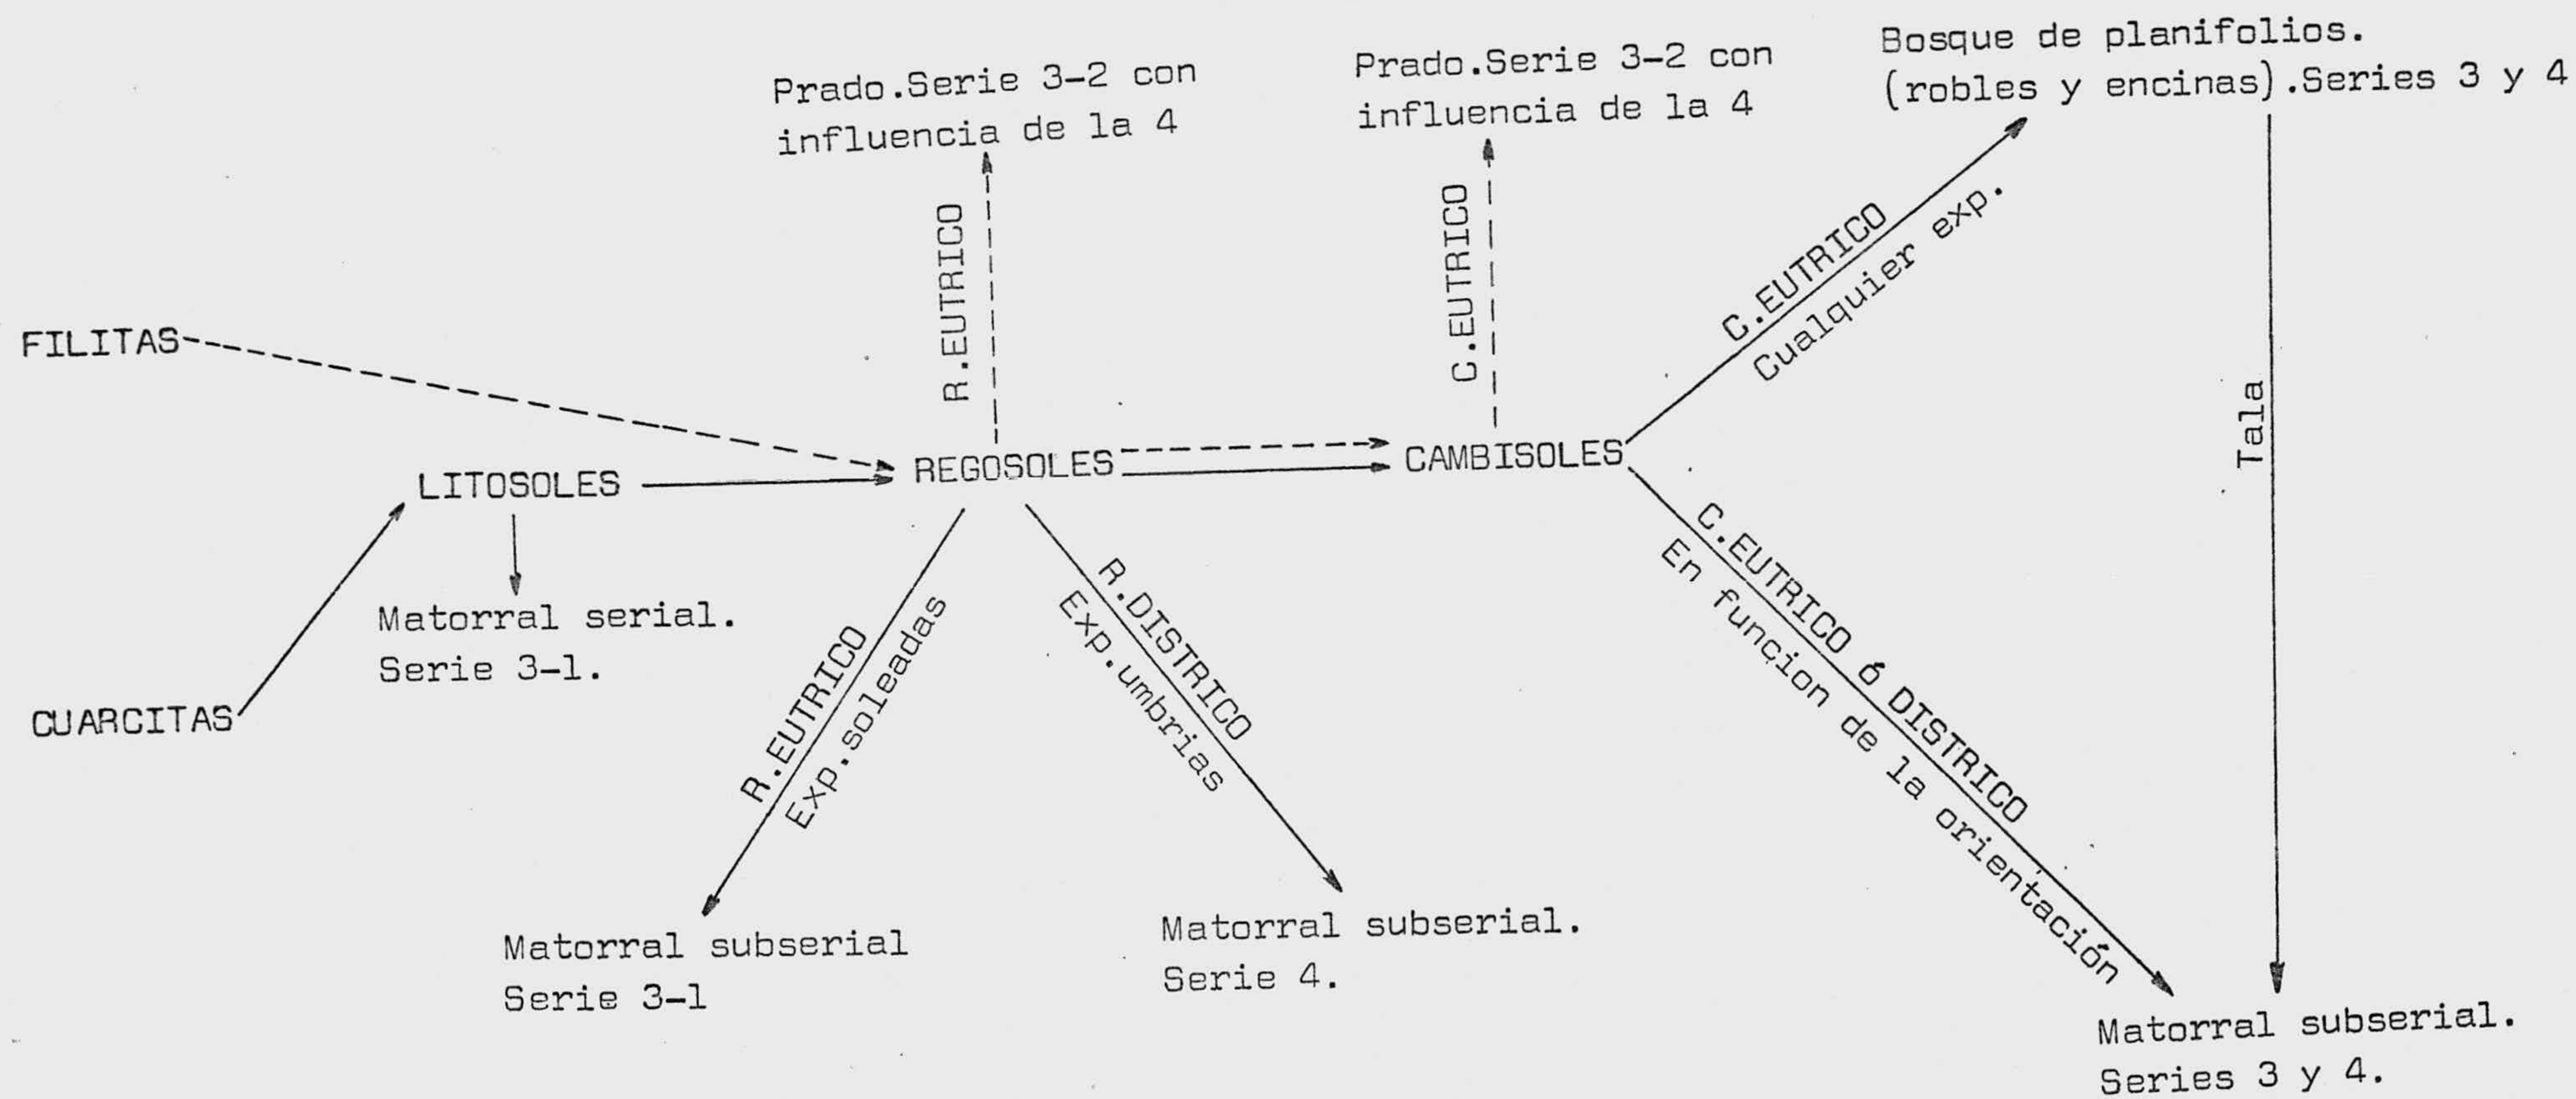 Bosque de planifolios.
(robles y encinas).Series 3 y 4
Prado.Serie 3-2 con
influencia de la 4
Prado.Serie 3-2 con
influencia de la 4
R.EUTRICO
C.EUTRICO
C.EUTRICO
Cualquier exp.
FILITAS
LITOSOLES
REGOSOLES
CAMBISOLES
Tala
Matorral serial.
Serie 3-1.
CUARCITAS
R.EUTRICO
Exp.soleadas
R.DISTRICO
Exp.umbrias
C.EUTRICO ó DISTRICO
En funcion de la orientación
Matorral subserial
Serie 3-1
Matorral subserial.
Serie 4.
Matorral subserial.
Series 3 y 4.